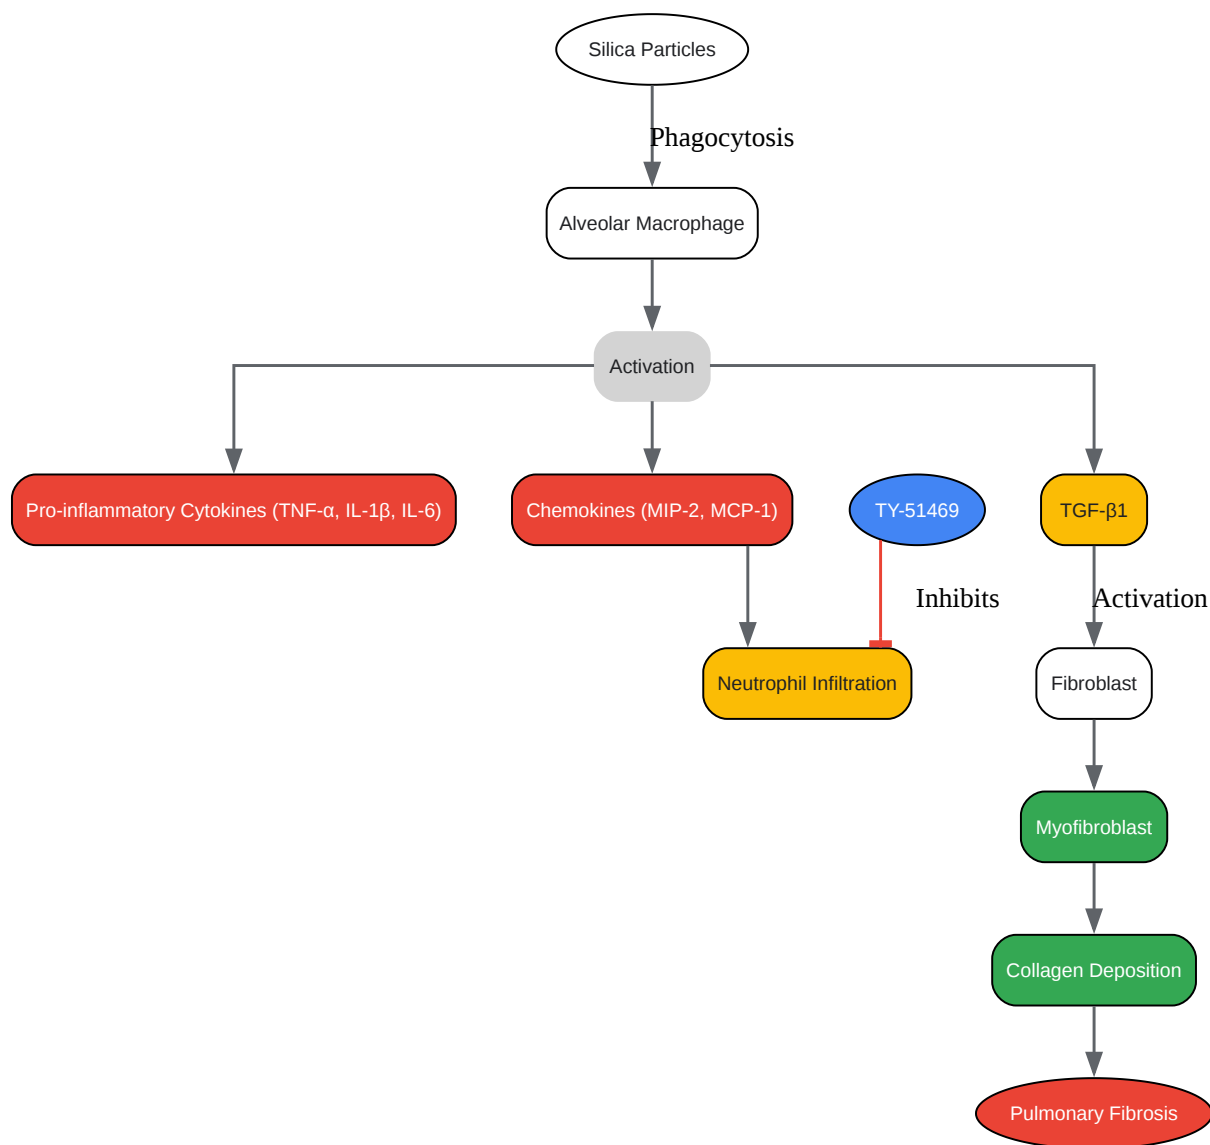 Silica Particles
Phagocytosis
Alveolar Macrophage
Activation
Pro-inflammatory Cytokines (TNF-α, IL-1β, IL-6)
Chemokines (MIP-2, MCP-1)
TY-51469
TGF-β1
Inhibits
Activation
Neutrophil Infiltration
Fibroblast
Myofibroblast
Collagen Deposition
Pulmonary Fibrosis